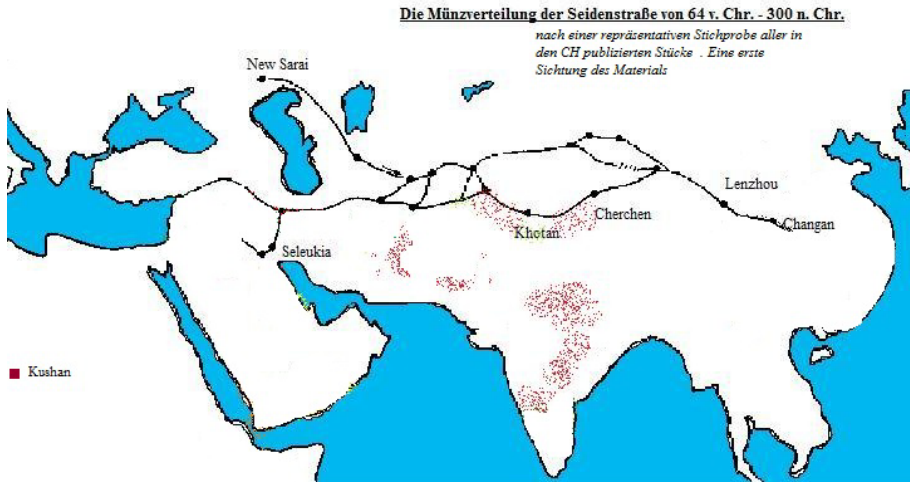 Die Münzverteilung der Seidenstraße von 64 v. Chr. - 300 n. Chr.
nach einer repräsentativen Stichprobe aller in
den CH publizierten Stücke . Eine erste
Sichtung des Materials
New Sarai
Lenzhou
Cherchen
Changan
Khotan
Seleukia
Kushan